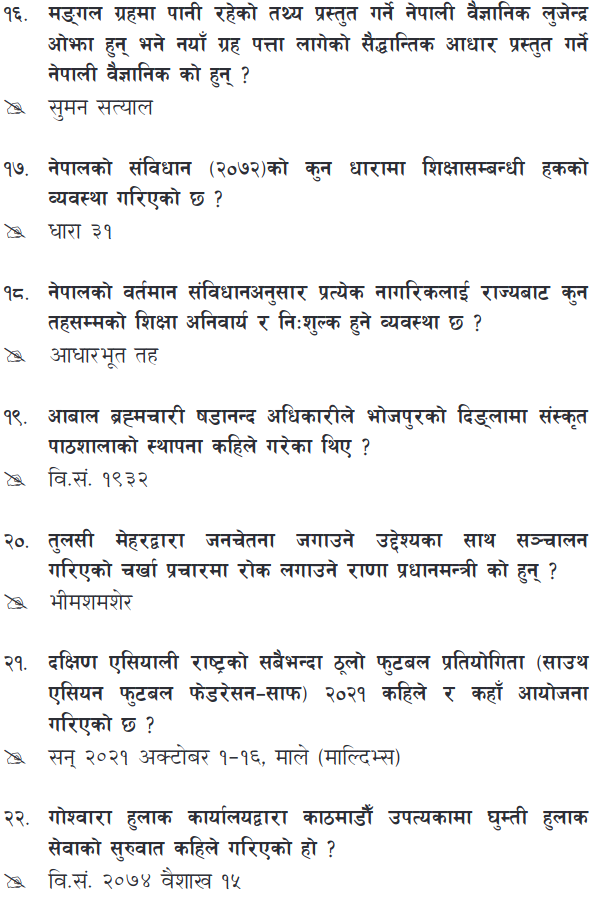 १६. मङ्गल ग्रहमा पानी रहेको तथ्य प्रस्तुत गर्ने नेपाली वैज्ञानिक लुजेन्द्र
ओझा हुन् भने नयाँ ग्रह पत्ता लागेको सैद्धान्तिक आधार प्रस्तुत गर्ने
नेपाली वैज्ञानिक को हुन् ?
सुमन सत्याल
१७. नेपालको संविधान (२०७२)को कुन धारामा शिक्षासम्बन्धी हकको
व्यवस्था गरिएको छ ?
धारा ३१
१८. नेपालको वर्तमान संविधानअनुसार प्रत्येक नागरिकलाई राज्यबाट कुन
तहसम्मको शिक्षा अनिवार्य र निःशुल्क हुने व्यवस्था छ ?
आधारभूत तह
१९. आबाल ब्रह्मचारी षडानन्द अधिकारीले भोजपुरको दिङ्लामा संस्कृत
पाठशालाको स्थापना कहिले गरेका थिए ?
वि.सं. १९३२
२०. तुलसी मेहरद्वारा जनचेतना जगाउने उद्देश्यका साथ सञ्चालन
गरिएको चर्खा प्रचारमा रोक लगाउने राणा प्रधानमन्त्री को हुन् ?
भीमशमशेर
२१. दक्षिण एसियाली राष्ट्रको सबैभन्दा ठूलो फुटबल प्रतियोगिता (साउथ
एसियन फुटबल फेडरेसन-साफ) २०२१ कहिले र कहाँ आयोजना
गरिएको छ ?
सन् २०२१ अक्टोबर १-१६, माले (माल्दिभ्स)
२२. गोश्वारा हुलाक कार्यालयद्वारा काठमाडौँ उपत्यकामा घुम्ती हुलाक
सेवाको सुरुवात कहिले गरिएको हो ?
वि.सं. २०७४ वैशाख १५